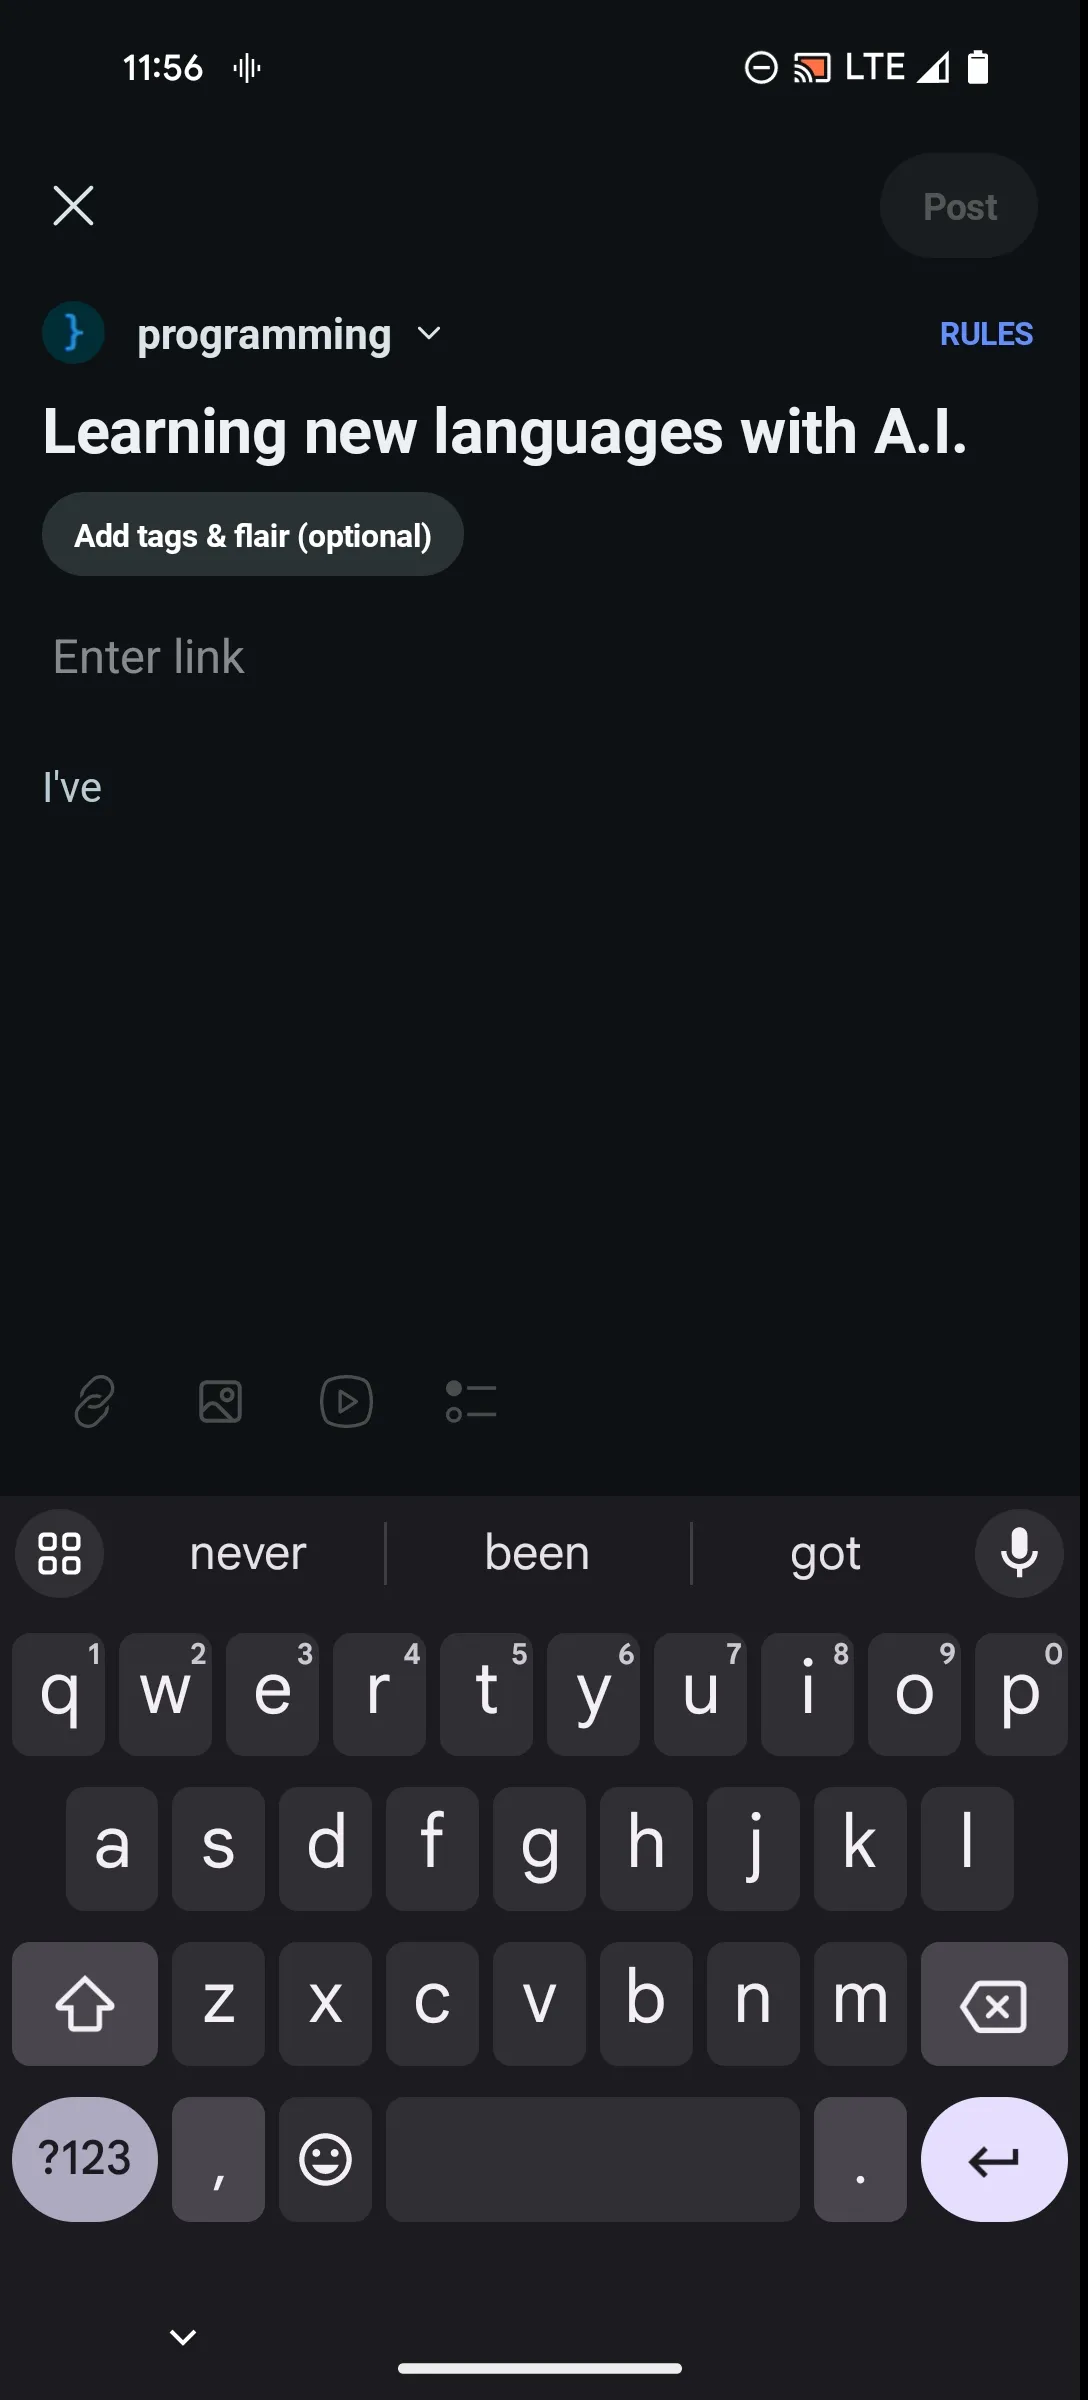 11:56 LTE
Post
programming RULES
Learning new languages with A.I.
Add tags & flair (optional)
Enter link
I've
never been got
1 2 3 4 5 6 7 8 9 0
q w e r t y u i o p
a s d f g h j k l
z x c v b n m
?123 , .